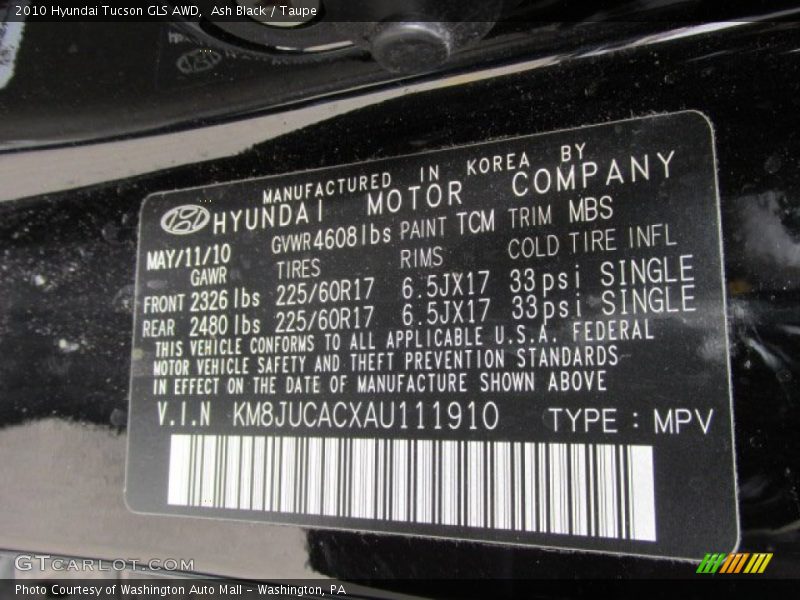 2010 Hyundai Tucson GLS AWD,  Ash Black / Taupe
MANUFACTURED IN KOREA BY
HYUNDAI MOTOR COMPANY
MAY/11/10 GVWR 4608 lbs PAINT TCM TRIM MBS
GAWR TIRES RIMS COLD TIRE INFL
FRONT 2326 lbs 225/60R17 6.5JX17 33psi SINGLE
REAR 2480 lbs 225/60R17 6.5JX17 33psi SINGLE
THIS VEHICLE CONFORMS TO ALL APPLICABLE U.S.A. FEDERAL
MOTOR VEHICLE SAFETY AND THEFT PREVENTION STANDARDS
IN EFFECT ON THE DATE OF MANUFACTURE SHOWN ABOVE
V.I.N KM8JUCACXAU111910 TYPE : MPV
GTCARLOT.COM
Photo Courtesy of Washington Auto Mall - Washington, PA